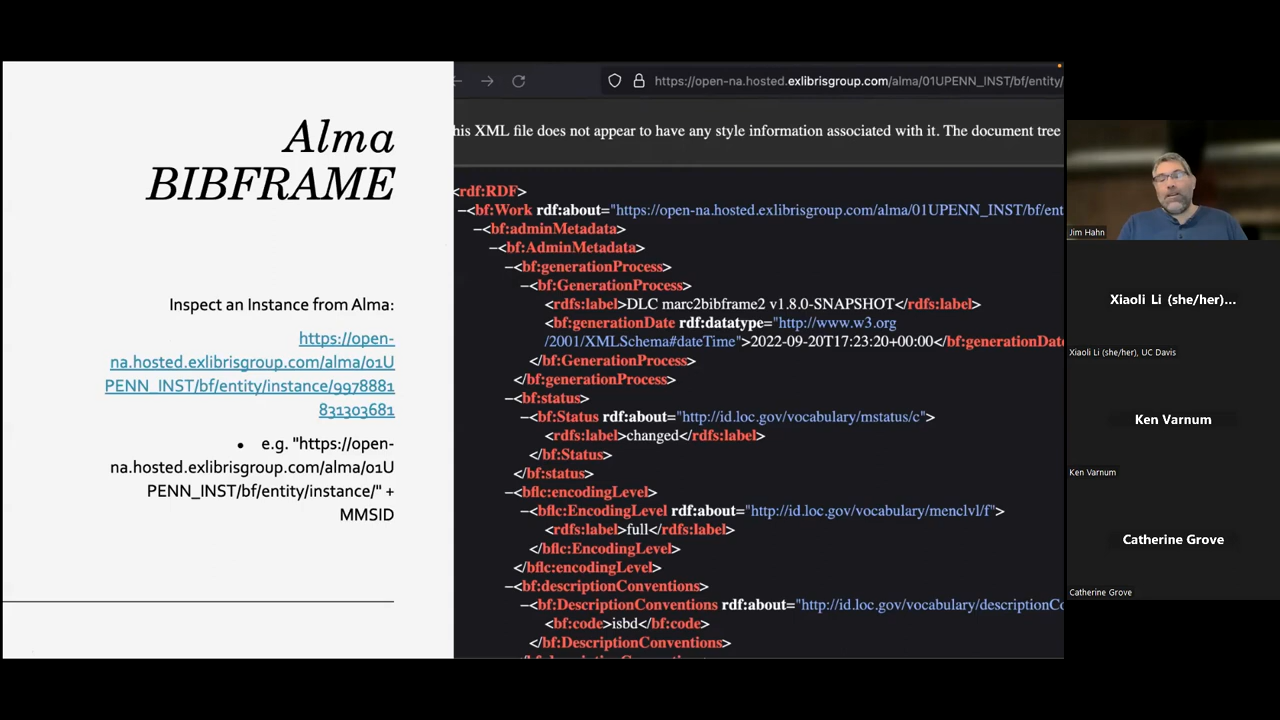 Alma
BIBFRAME
Inspect an Instance from Alma:
https://open-
na.hosted.exlibrisgroup.com/alma/01U
PENN_INST/bf/entity/instance/9978881
831303681
• e.g. "https://open-
na.hosted.exlibrisgroup.com/alma/01U
PENN_INST/bf/entity/instance/" +
MMSID
https://open-na.hosted.exlibrisgroup.com/alma/01UPENN_INST/bf/entity/
his XML file does not appear to have any style information associated with it. The document tree
<rdf:RDF>
−<bf:Work rdf:about="https://open-na.hosted.exlibrisgroup.com/alma/01UPENN_INST/bf/ent
−<bf:adminMetadata>
−<bf:AdminMetadata>
−<bf:generationProcess>
−<bf:GenerationProcess>
<rdfs:label>DLC marc2bibframe2 v1.8.0-SNAPSHOT</rdfs:label>
<bf:generationDate rdf:datatype="http://www.w3.org
/2001/XMLSchema#dateTime">2022-09-20T17:23:20+00:00</bf:generationDate
</bf:GenerationProcess>
</bf:generationProcess>
−<bf:status>
−<bf:Status rdf:about="http://id.loc.gov/vocabulary/mstatus/c">
<rdfs:label>changed</rdfs:label>
</bf:Status>
</bf:status>
−<bflc:encodingLevel>
−<bflc:EncodingLevel rdf:about="http://id.loc.gov/vocabulary/menclvl/f">
<rdfs:label>full</rdfs:label>
</bflc:EncodingLevel>
</bflc:encodingLevel>
−<bf:descriptionConventions>
−<bf:DescriptionConventions rdf:about="http://id.loc.gov/vocabulary/descriptionCo
<bf:code>isbd</bf:code>
</bf:DescriptionConventions>
Jim Hahn
Xiaoli Li (she/her)...
Xiaoli Li (she/her), UC Davis
Ken Varnum
Ken Varnum
Catherine Grove
Catherine Grove